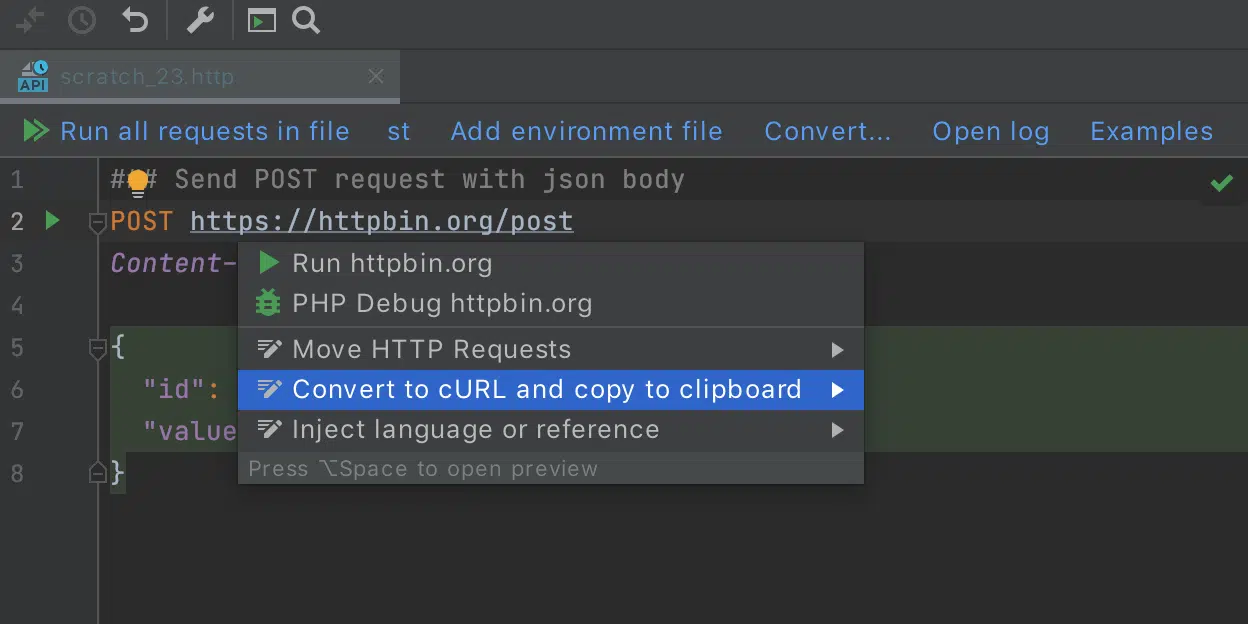 scratch_23.http
API
Run all requests in file st Add environment file Convert... Open log Examples
1 ### Send POST request with json body
2 POST https://httpbin.org/post
3 Content-
Run httpbin.org
4
PHP Debug httpbin.org
5 {
Move HTTP Requests
6 "id":
Convert to cURL and copy to clipboard
7 "value
Inject language or reference
8 }
Press ⌥Space to open preview